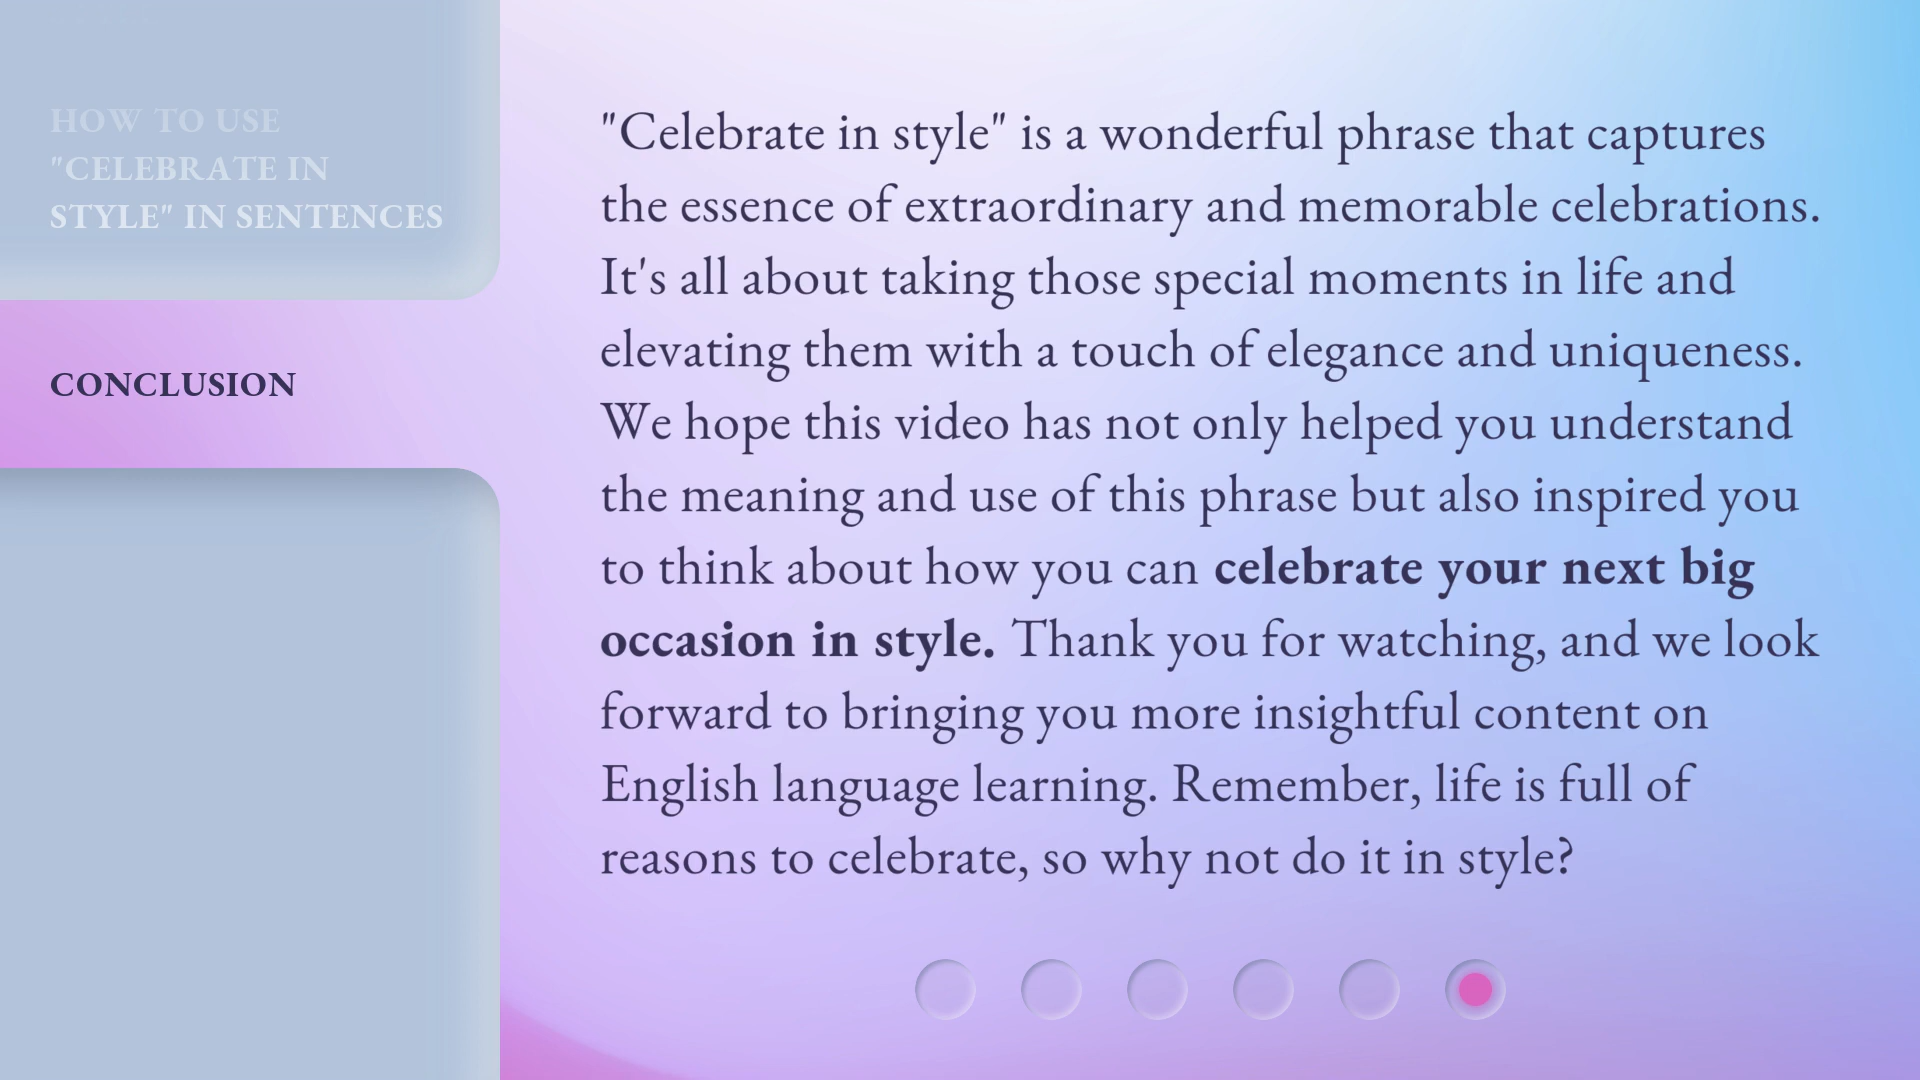 HOW TO USE
"CELEBRATE IN
STYLE" IN SENTENCES
CONCLUSION
"Celebrate in style" is a wonderful phrase that captures
the essence of extraordinary and memorable celebrations.
It's all about taking those special moments in life and
elevating them with a touch of elegance and uniqueness.
We hope this video has not only helped you understand
the meaning and use of this phrase but also inspired you
to think about how you can celebrate your next big
occasion in style. Thank you for watching, and we look
forward to bringing you more insightful content on
English language learning. Remember, life is full of
reasons to celebrate, so why not do it in style?